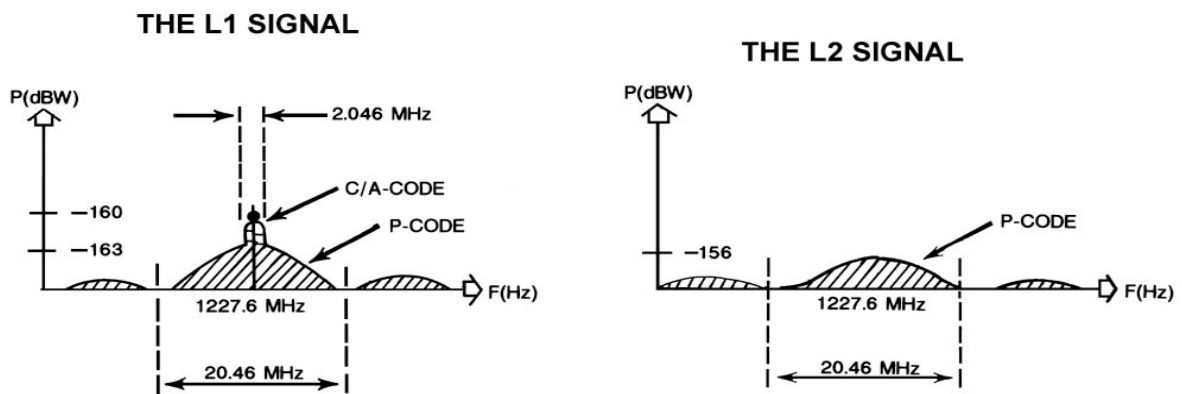 THE L1 SIGNAL
P(dBW)
2.046 MHz
C/A-CODE
P-CODE
−160
−163
F(Hz)
1227.6 MHz
20.46 MHz
THE L2 SIGNAL
P(dBW)
P-CODE
−156
F(Hz)
1227.6 MHz
20.46 MHz